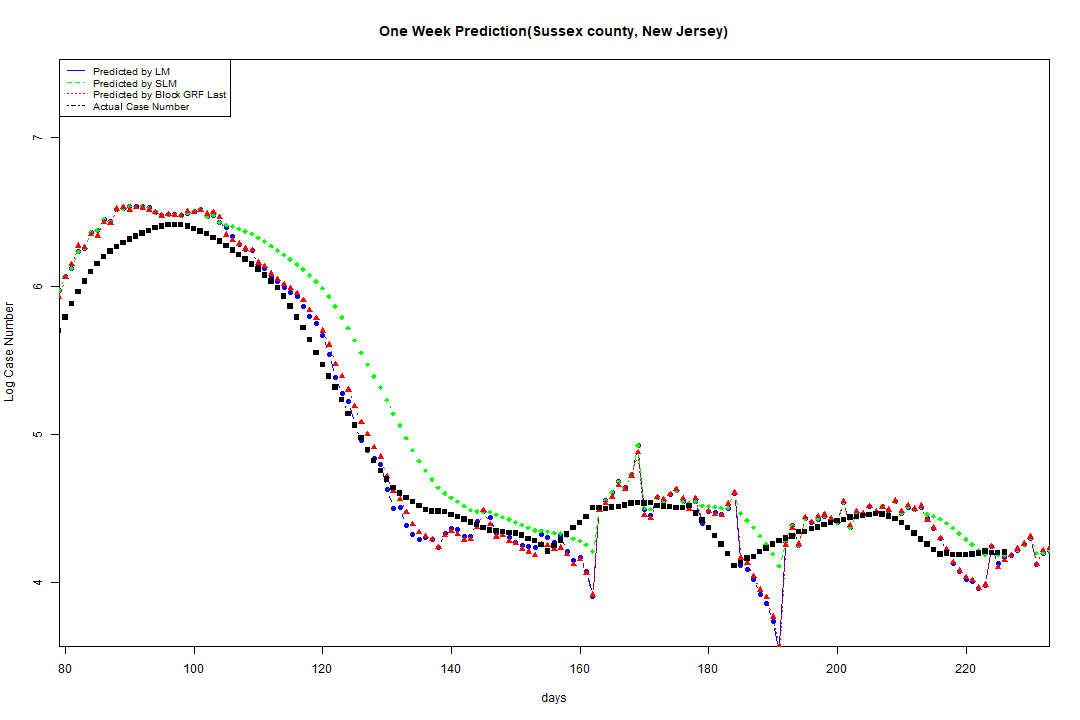 One Week Prediction(Sussex county, New Jersey)
Predicted by LM
Predicted by SLM
Predicted by Block GRF Last
Actual Case Number
7
6
5
4
Log Case Number
80 100 120 140 160 180 200 220
days